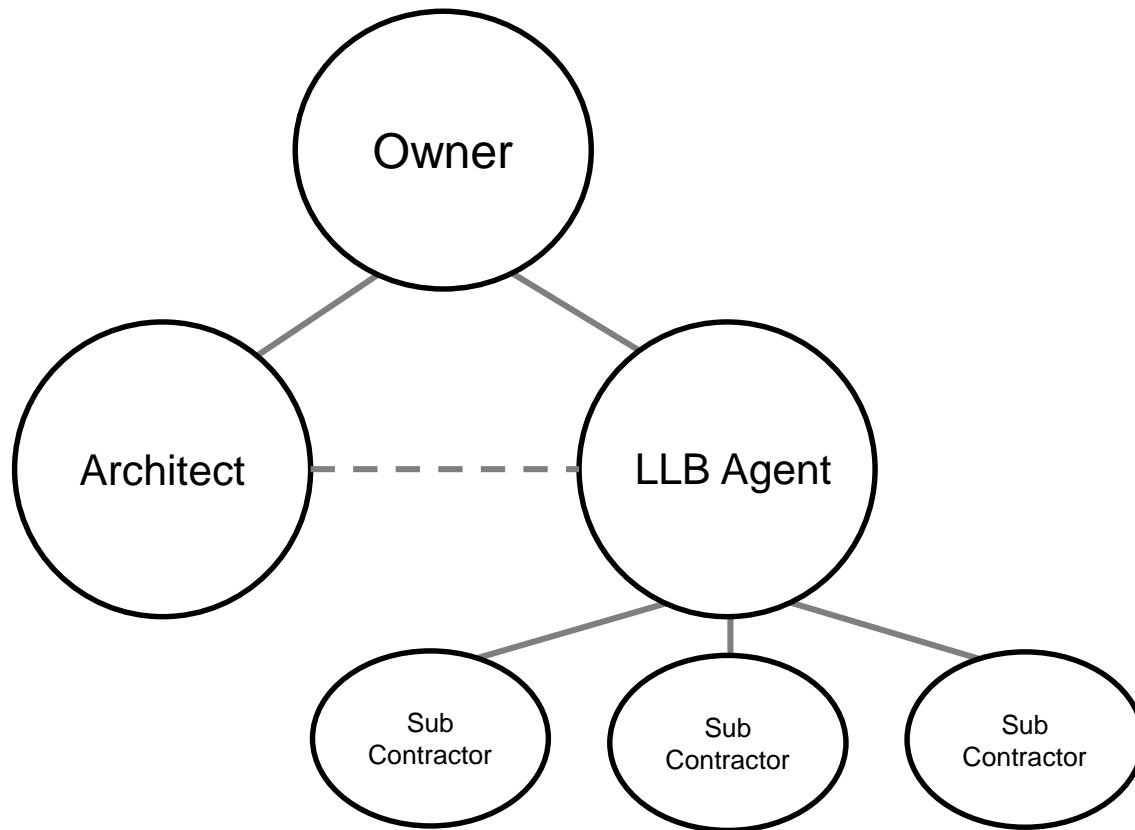 Owner
Architect
LLB Agent
Sub
Contractor
Sub
Contractor
Sub
Contractor